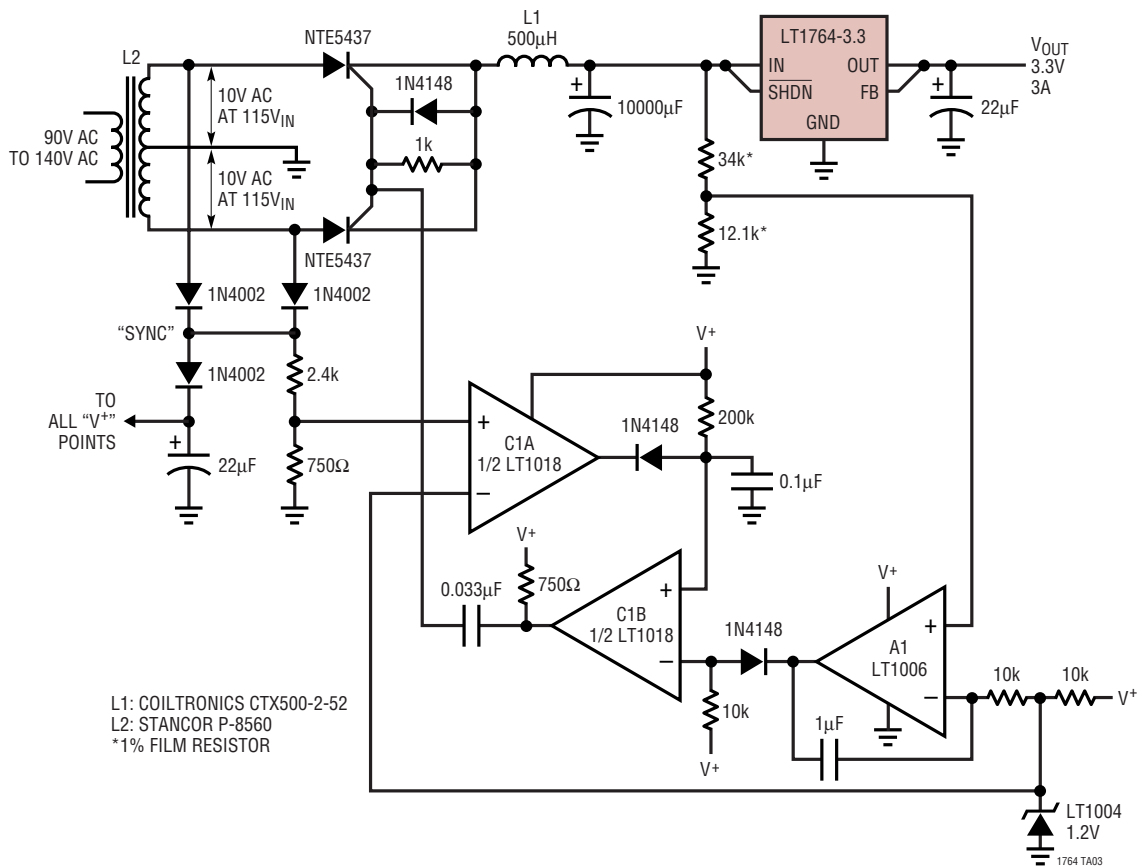 L1
500µH
LT1764-3.3
IN
SHDN
OUT
FB
GND
VOUT
3.3V
3A
L2
NTE5437
1N4148
1k
+
10000µF
+
22µF
10V AC
AT 115VIN
90V AC
TO 140V AC
10V AC
AT 115VIN
34k*
12.1k*
NTE5437
1N4002
1N4002
"SYNC"
1N4002
2.4k
TO
ALL "V+"
POINTS
+
22µF
750Ω
V+
200k
+
C1A
1/2 LT1018
–
1N4148
0.1µF
V+
750Ω
0.033µF
+
C1B
1/2 LT1018
–
1N4148
10k
V+
V+
+
A1
LT1006
–
10k
10k
V+
1µF
LT1004
1.2V
L1: COILTRONICS CTX500-2-52
L2: STANCOR P-8560
*1% FILM RESISTOR
1764 TA03